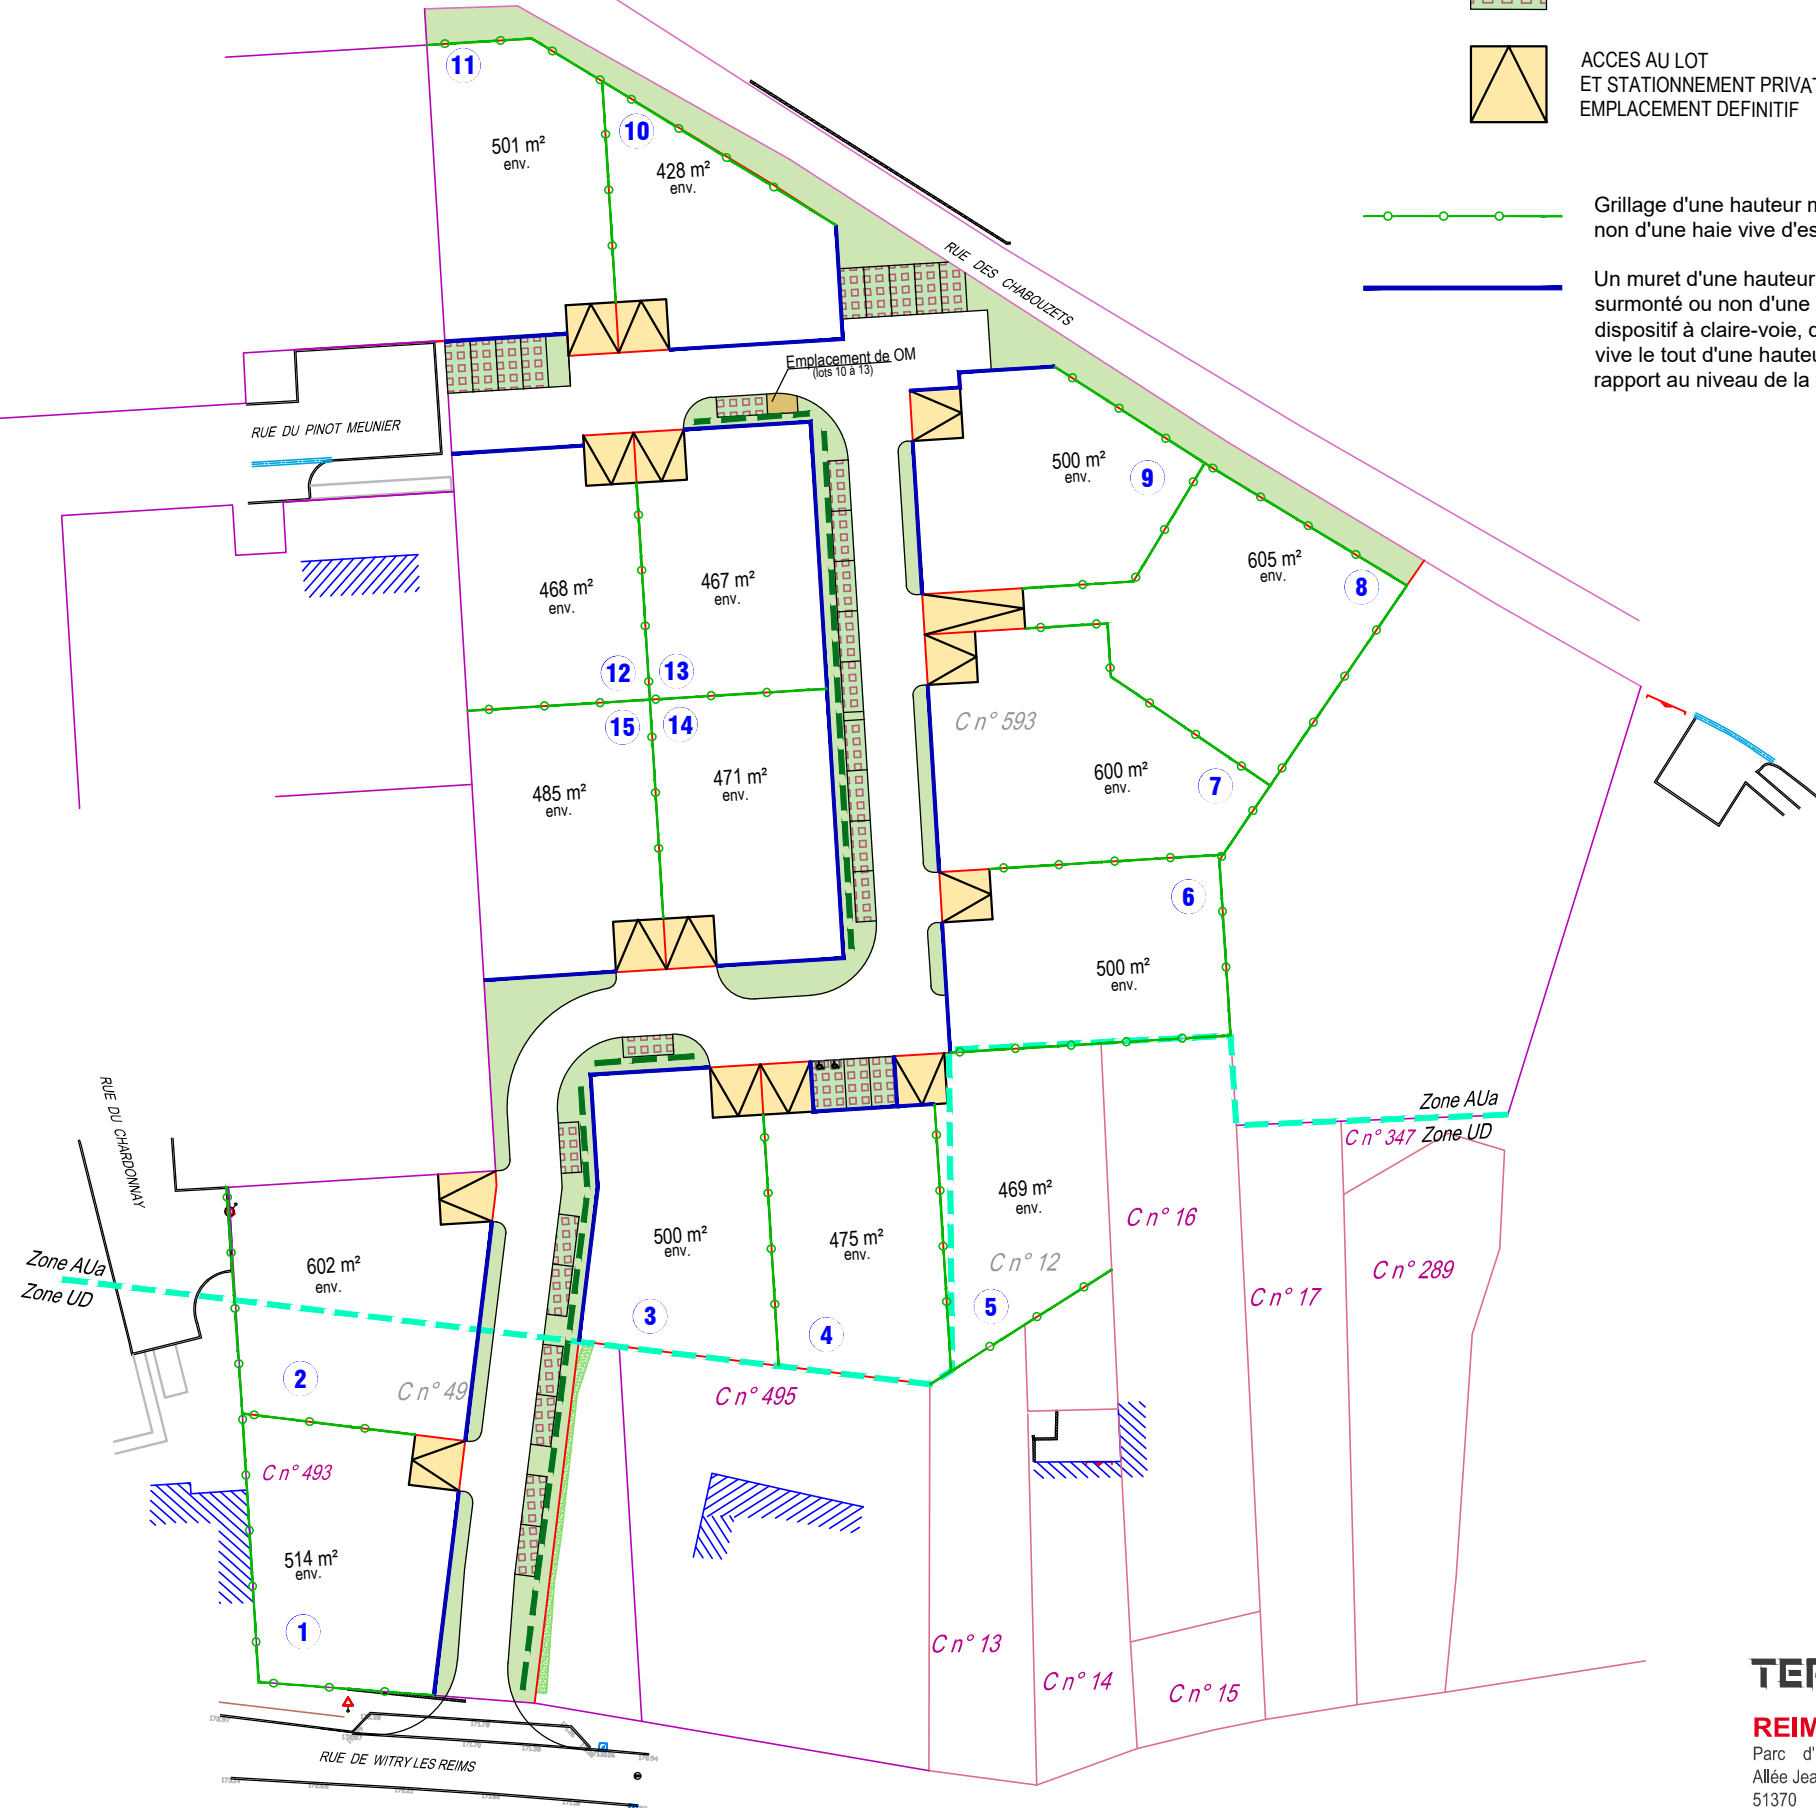 ACCES AU LOT
ET STATIONNEMENT PRIVAT
EMPLACEMENT DEFINITIF
Grillage d'une hauteur
non d'une haie vive d'es
Un muret d'une hauteur
surmonté ou non d'une
dispositif à claire-voie,
vive le tout d'une hauteu
rapport au niveau de la
11
501 m²
env.
10
428 m²
env.
RUE DES CHABOUZETS
Emplacement de OM
(lots 10 à 13)
RUE DU PINOT MEUNIER
500 m²
env.
9
605 m²
env.
8
468 m²
env.
467 m²
env.
12
13
15
14
C n° 593
485 m²
env.
471 m²
env.
600 m²
env.
7
6
500 m²
env.
RUE DU CHARDONNAY
Zone AUa
C n° 347 Zone UD
469 m²
env.
C n° 16
500 m²
env.
475 m²
env.
C n° 12
C n° 17
C n° 289
602 m²
env.
Zone AUa
Zone UD
3
4
5
2
C n° 49
C n° 495
C n° 493
514 m²
env.
1
C n° 13
C n° 14
C n° 15
RUE DE WITRY LES REIMS
TER
REIM
Parc d'
Allée Jea
51370